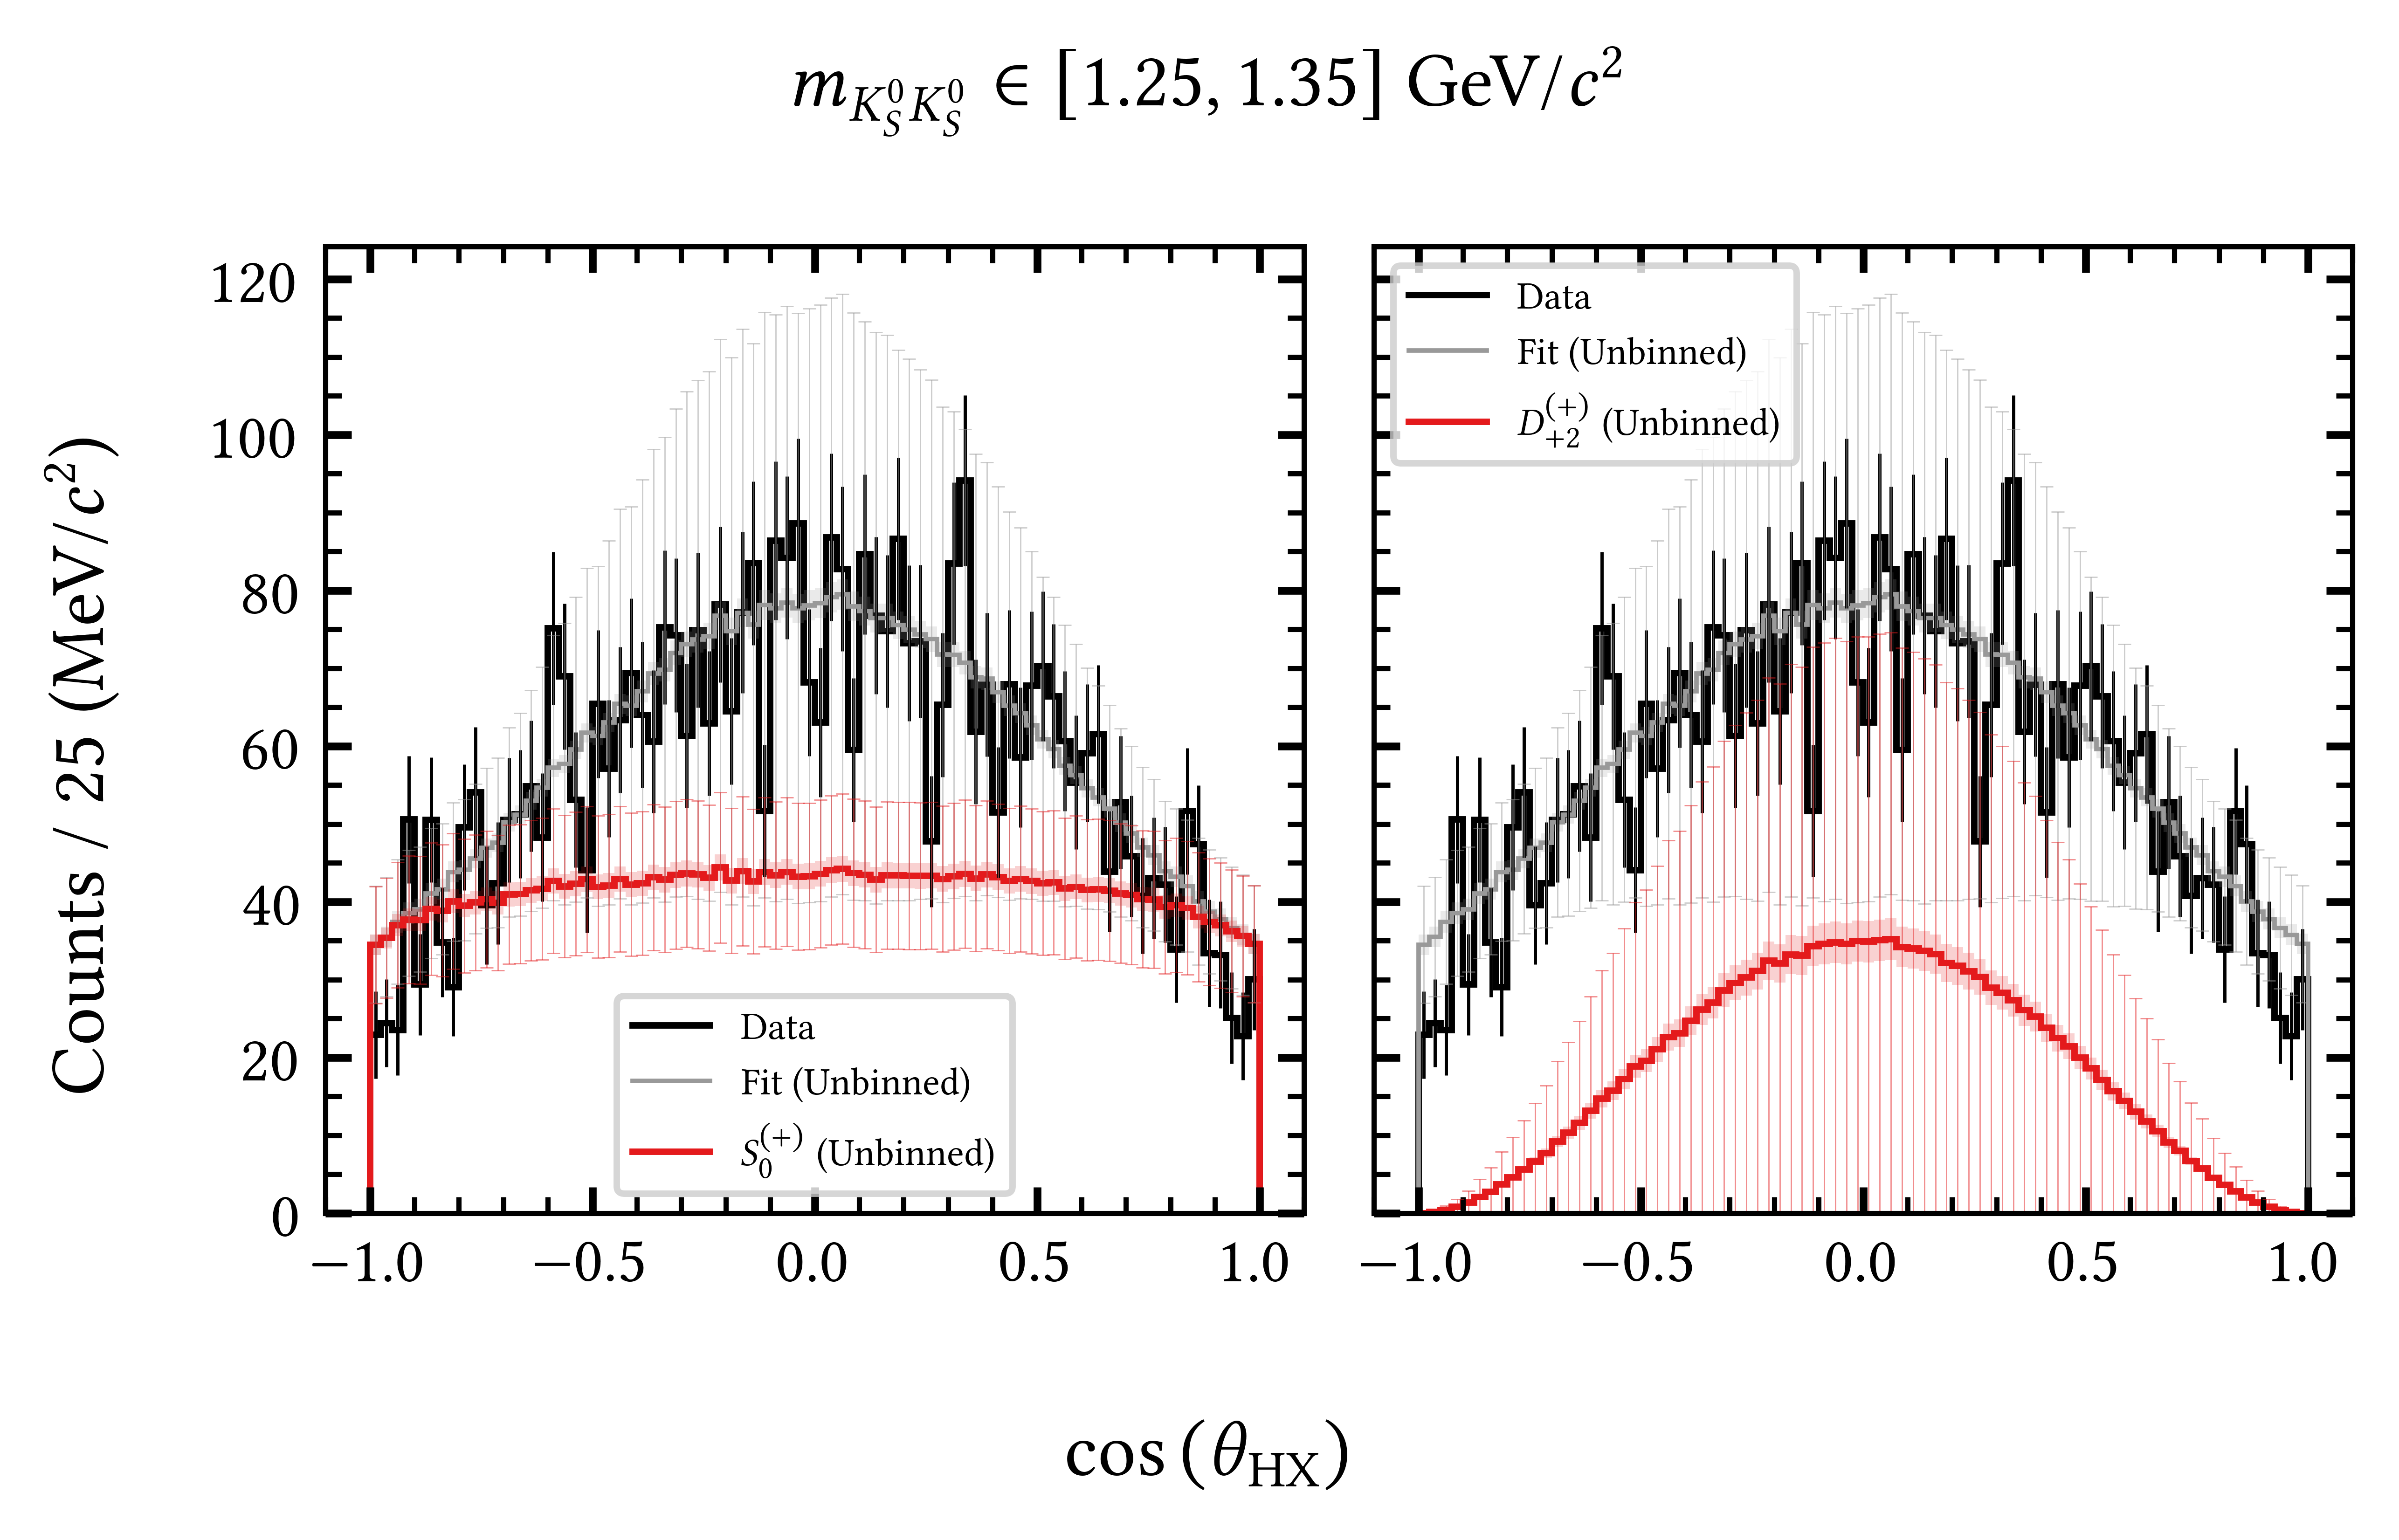 m_{K_S^0 K_S^0} ∈ [1.25, 1.35] GeV/c²
Counts / 25 (MeV/c²)
120
100
80
60
40
20
0
Data
Fit (Unbinned)
S_0^{(+)} (Unbinned)
−1.0 −0.5 0.0 0.5 1.0
Data
Fit (Unbinned)
D_{+2}^{(+)} (Unbinned)
−1.0 −0.5 0.0 0.5 1.0
cos (θ_{HX})